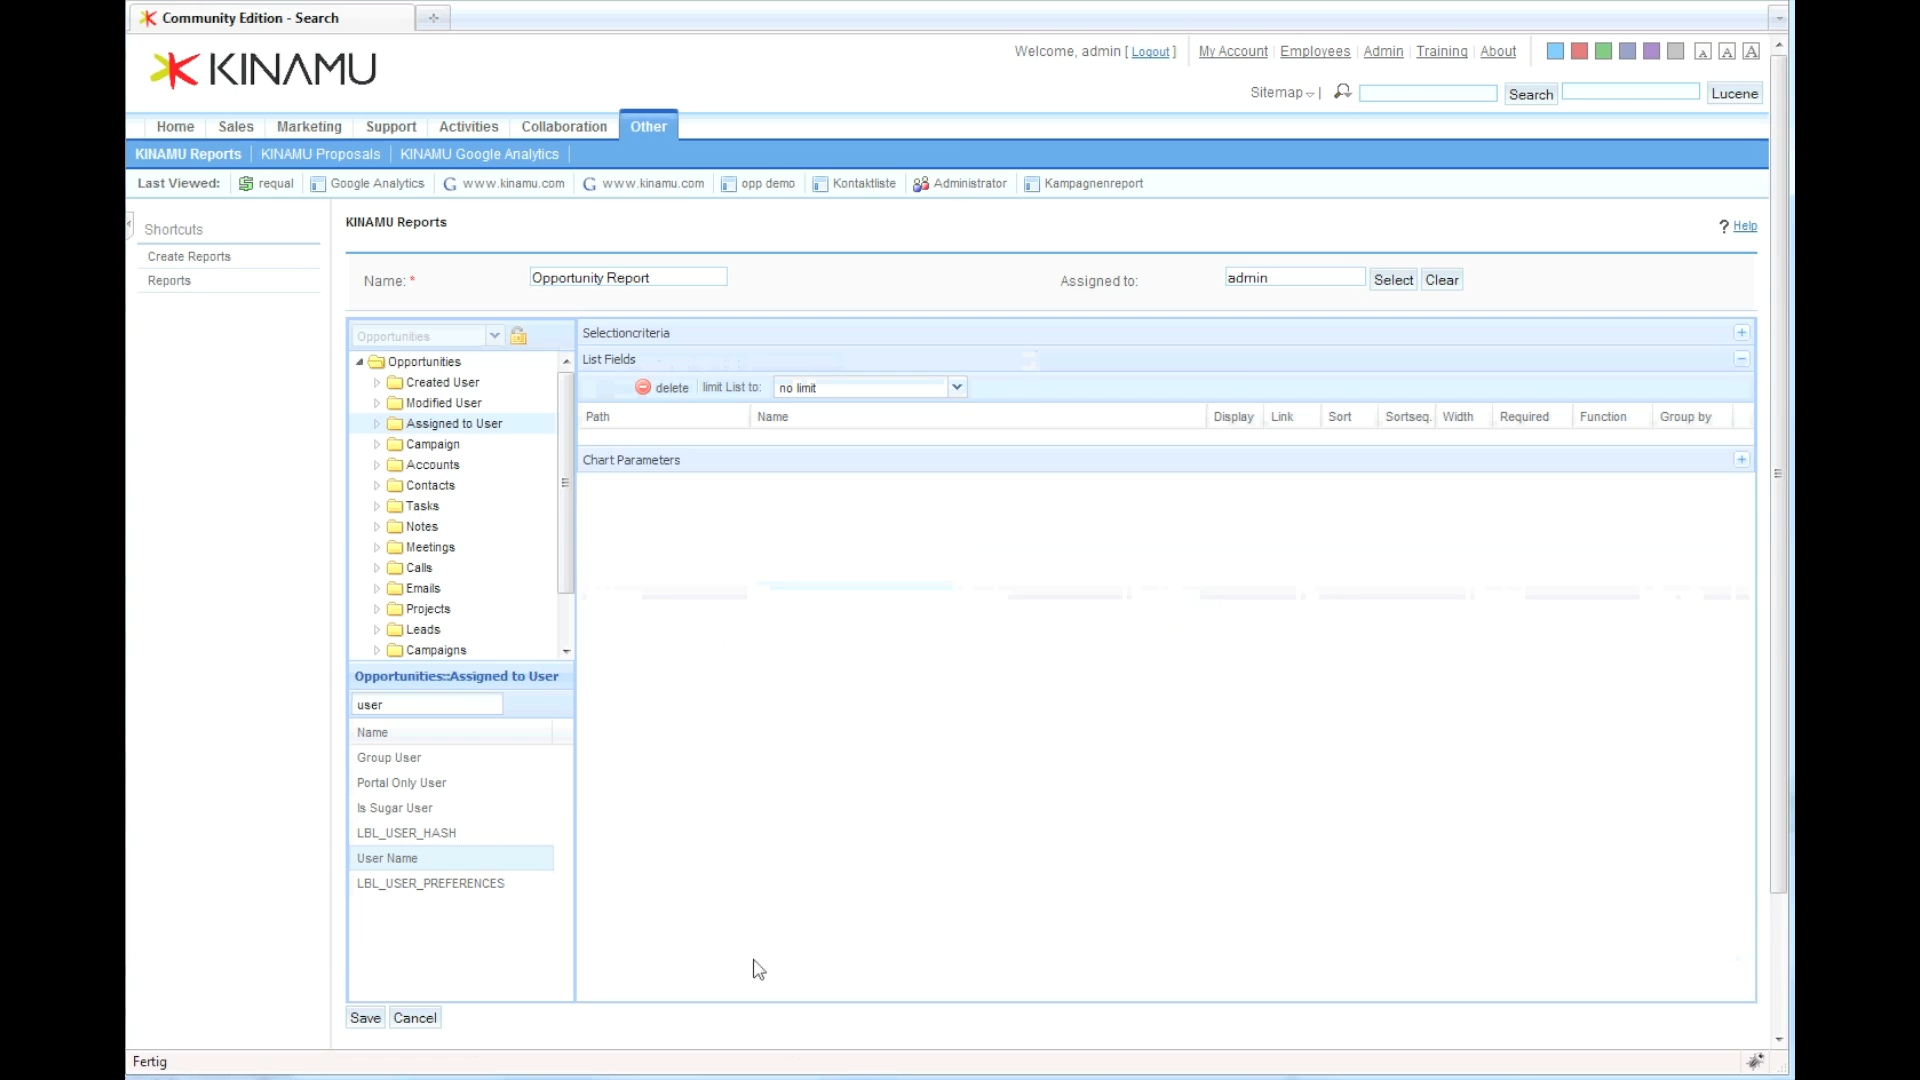 Community Edition - Search
KINAMU
Welcome, admin [ Logout ] My Account Employees Admin Training About A A A
Sitemap Search Lucene
Home Sales Marketing Support Activities Collaboration Other
KINAMU Reports KINAMU Proposals KINAMU Google Analytics
Last Viewed: requal Google Analytics www.kinamu.com www.kinamu.com opp demo Kontaktliste Administrator Kampagnenreport
Shortcuts
Create Reports
Reports
KINAMU Reports
? Help
Name: * Opportunity Report Assigned to: admin Select Clear
Opportunities
Opportunities
Created User
Modified User
Assigned to User
Campaign
Accounts
Contacts
Tasks
Notes
Meetings
Calls
Emails
Projects
Leads
Campaigns
Opportunities::Assigned to User
user
Name
Group User
Portal Only User
Is Sugar User
LBL_USER_HASH
User Name
LBL_USER_PREFERENCES
Selectioncriteria
List Fields
delete limit List to: no limit
Path Name Display Link Sort Sortseq. Width Required Function Group by
Chart Parameters
Save Cancel
Fertig